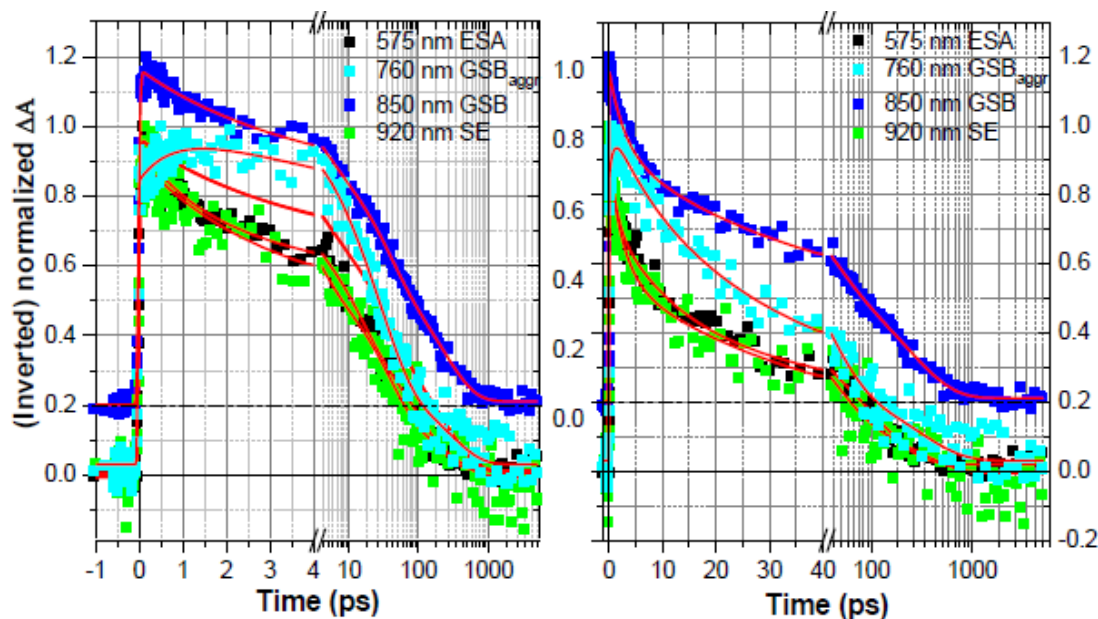 (Inverted) normalized ΔA
1.2
1.0
0.8
0.6
0.4
0.2
0.0
575 nm ESA
760 nm GSBaggr
850 nm GSB
920 nm SE
-1 0 1 2 3 4 10 100 1000
Time (ps)
1.0
0.8
0.6
0.4
0.2
0.0
575 nm ESA
760 nm GSBaggr
850 nm GSB
920 nm SE
1.2
1.0
0.8
0.6
0.4
0.2
0.0
-0.2
0 10 20 30 40 100 1000
Time (ps)